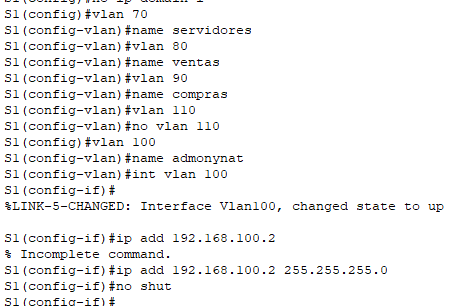 S1(config)#no ip domain-l
S1(config)#vlan 70
S1(config-vlan)#name servidores
S1(config-vlan)#vlan 80
S1(config-vlan)#name ventas
S1(config-vlan)#vlan 90
S1(config-vlan)#name compras
S1(config-vlan)#vlan 110
S1(config-vlan)#no vlan 110
S1(config)#vlan 100
S1(config-vlan)#name admonynat
S1(config-vlan)#int vlan 100
S1(config-if)#
%LINK-5-CHANGED: Interface Vlan100, changed state to up
S1(config-if)#ip add 192.168.100.2
% Incomplete command.
S1(config-if)#ip add 192.168.100.2 255.255.255.0
S1(config-if)#no shut
S1(config-if)#